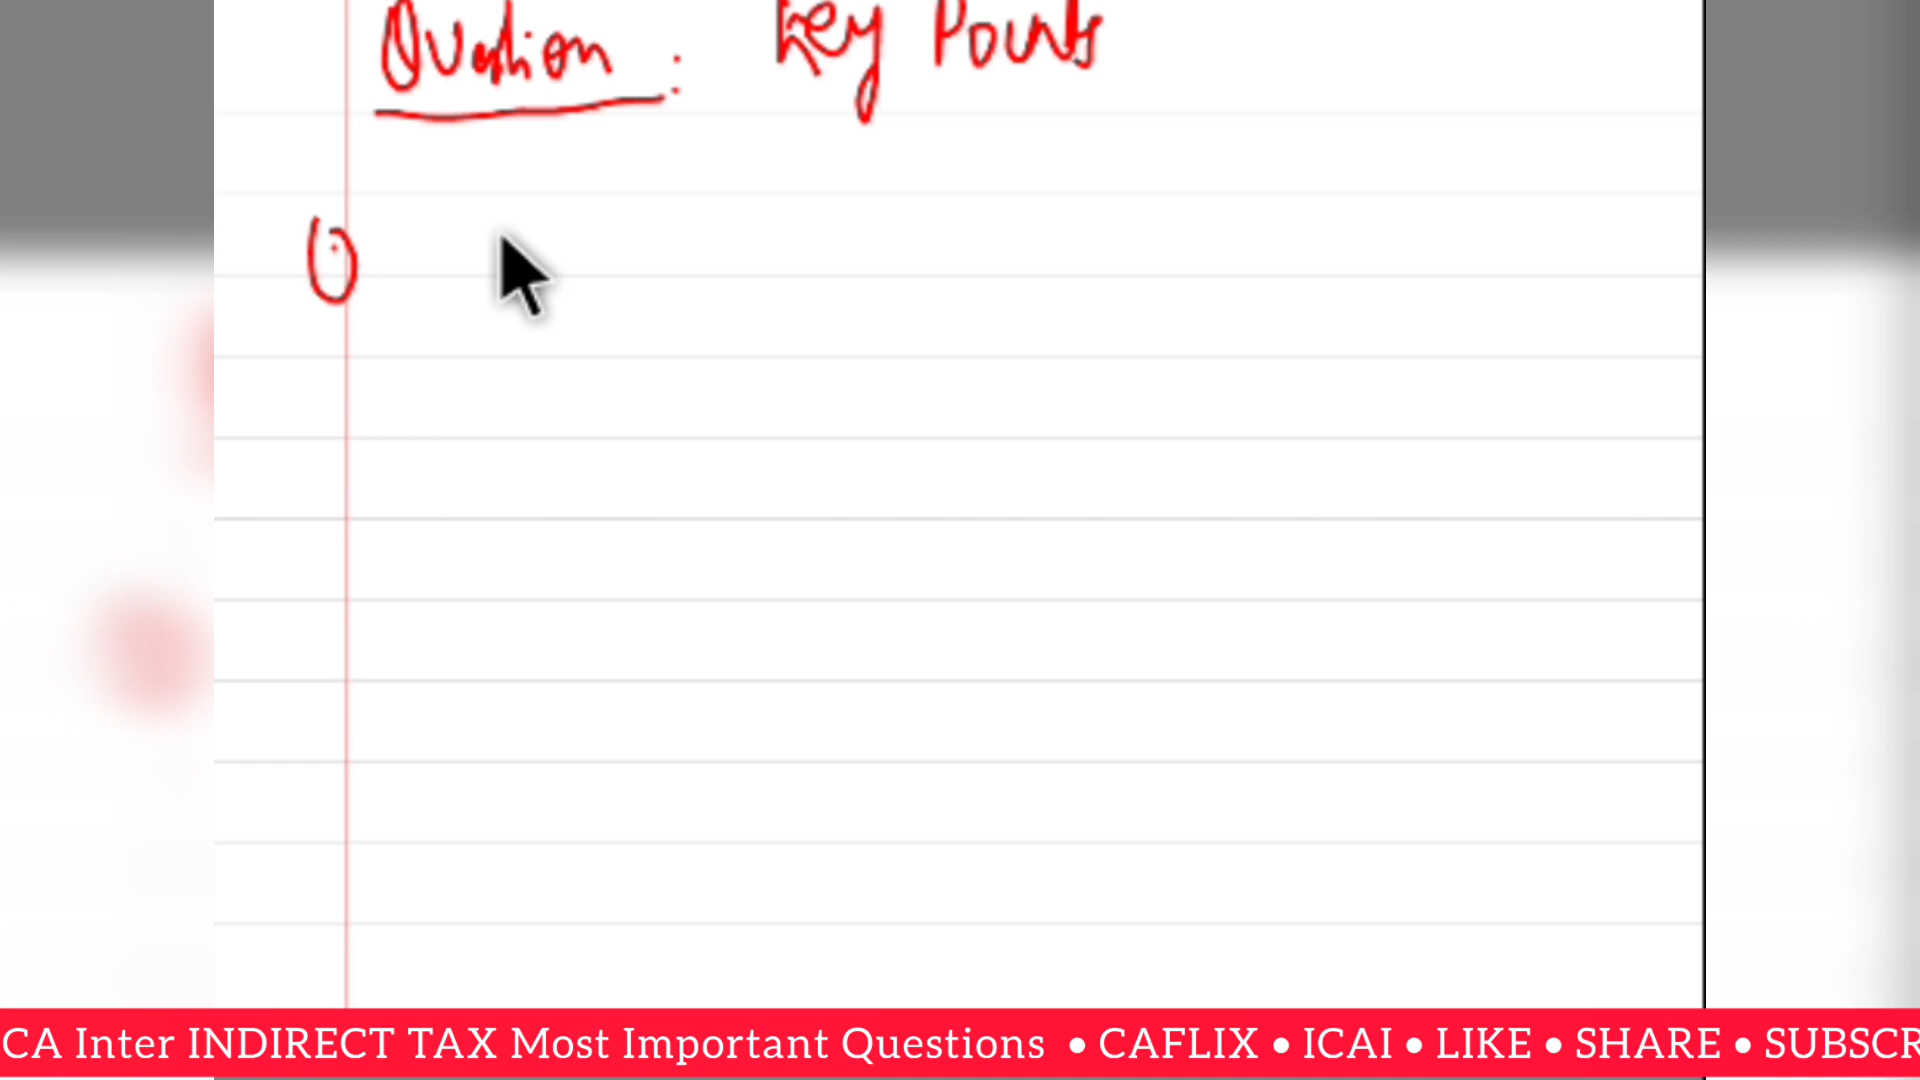 Question : Key Points
(i)
CA Inter INDIRECT TAX Most Important Questions • CAFLIX • ICAI • LIKE • SHARE • SUBSCR